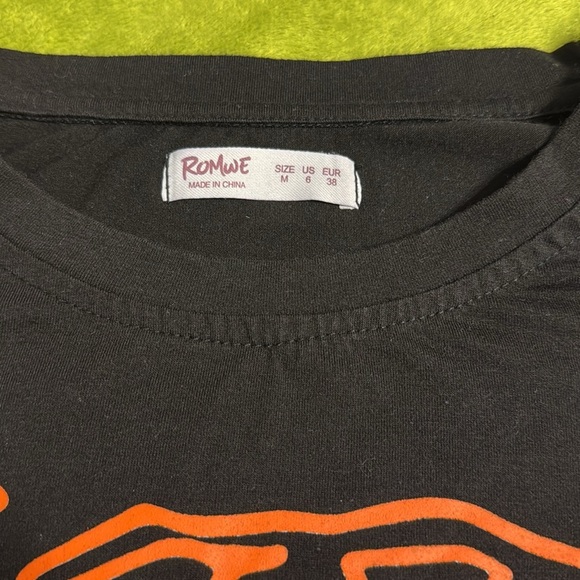 ROMWE
MADE IN CHINA
SIZE US EUR
M 6 38